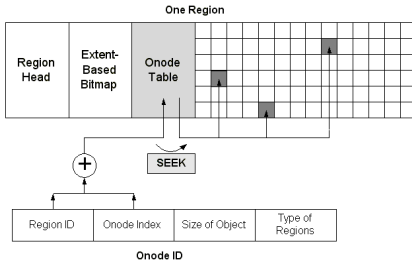 One Region
Region Head
Extent-Based Bitmap
Onode Table
+
SEEK
Region ID
Onode Index
Size of Object
Type of Regions
Onode ID